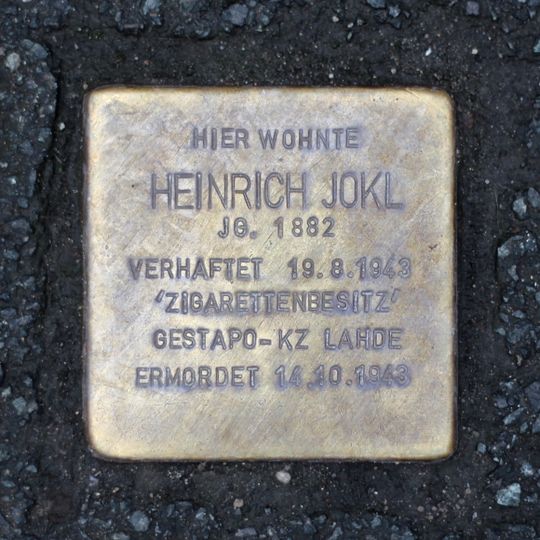 HIER WOHNTE
HEINRICH JOKL
JG. 1882
VERHAFTET 19.8.1943
'ZIGARETTENBESITZ'
GESTAPO-KZ LAHDE
ERMORDET 14.10.1943